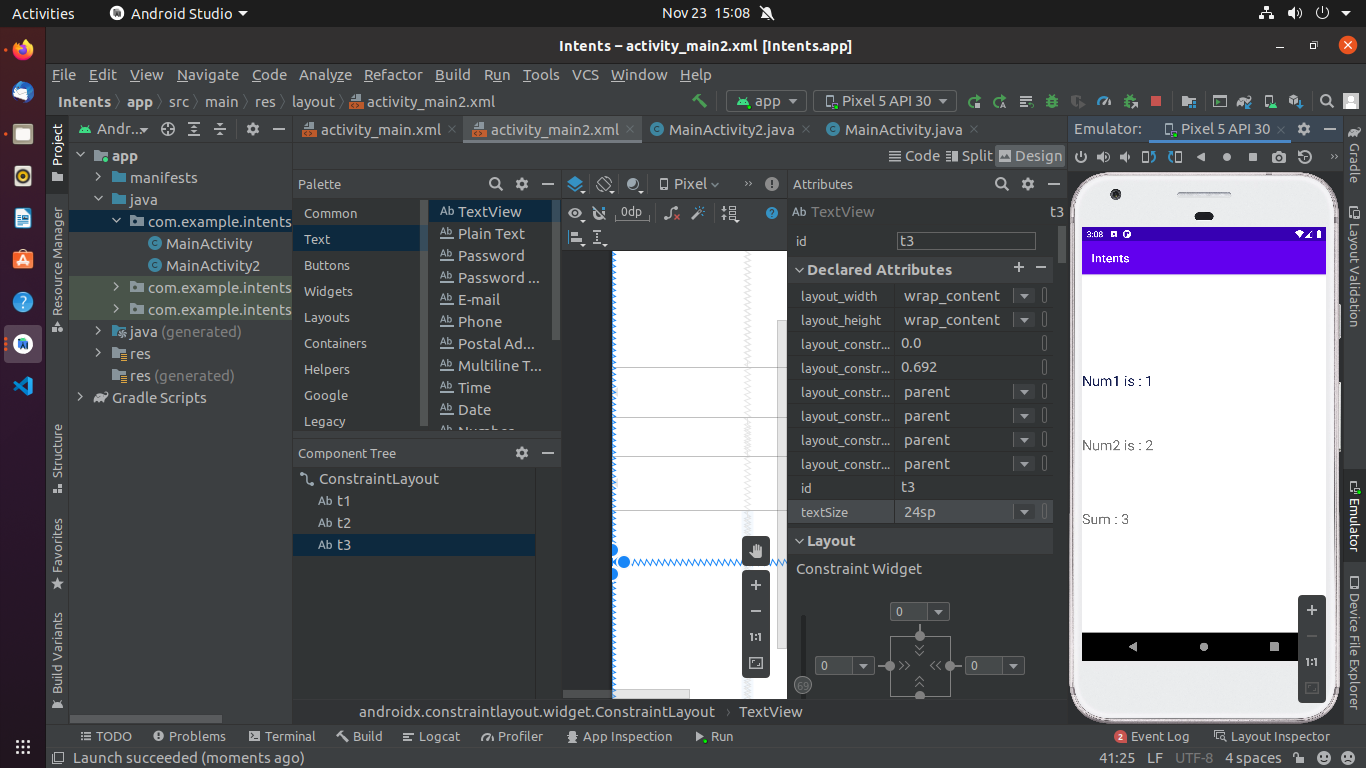 Activities
Android Studio
Nov 23 15:08
Intents – activity_main2.xml [Intents.app]
File Edit View Navigate Code Analyze Refactor Build Run Tools VCS Window Help
Intents app src main res layout activity_main2.xml
app
Pixel 5 API 30
Project
Andr...
activity_main.xml
activity_main2.xml
MainActivity2.java
MainActivity.java
Emulator:
Pixel 5 API 30
Code
Split
Design
app
manifests
java
com.example.intents
MainActivity
MainActivity2
com.example.intents
com.example.intents
java (generated)
res
res (generated)
Gradle Scripts
Resource Manager
Structure
Favorites
Build Variants
Palette
Common
Text
Buttons
Widgets
Layouts
Containers
Helpers
Google
Legacy
Ab TextView
Ab Plain Text
Ab Password
Ab Password ...
Ab E-mail
Ab Phone
Ab Postal Ad...
Ab Multiline T...
Ab Time
Ab Date
Component Tree
ConstraintLayout
Ab t1
Ab t2
Ab t3
Pixel
0dp
1:1
Attributes
Ab TextView
t3
id
t3
Declared Attributes
layout_width wrap_content
layout_height wrap_content
layout_constr... 0.0
layout_constr... 0.692
layout_constr... parent
layout_constr... parent
layout_constr... parent
layout_constr... parent
id t3
textSize 24sp
Layout
Constraint Widget
0
0
0
69
3:08
Intents
Num1 is : 1
Num2 is : 2
Sum : 3
1:1
Gradle
Layout Validation
Emulator
Device File Explorer
androidx.constraintlayout.widget.ConstraintLayout
TextView
TODO
Problems
Terminal
Build
Logcat
Profiler
App Inspection
Run
2 Event Log
Layout Inspector
Launch succeeded (moments ago)
41:25 LF UTF-8 4 spaces